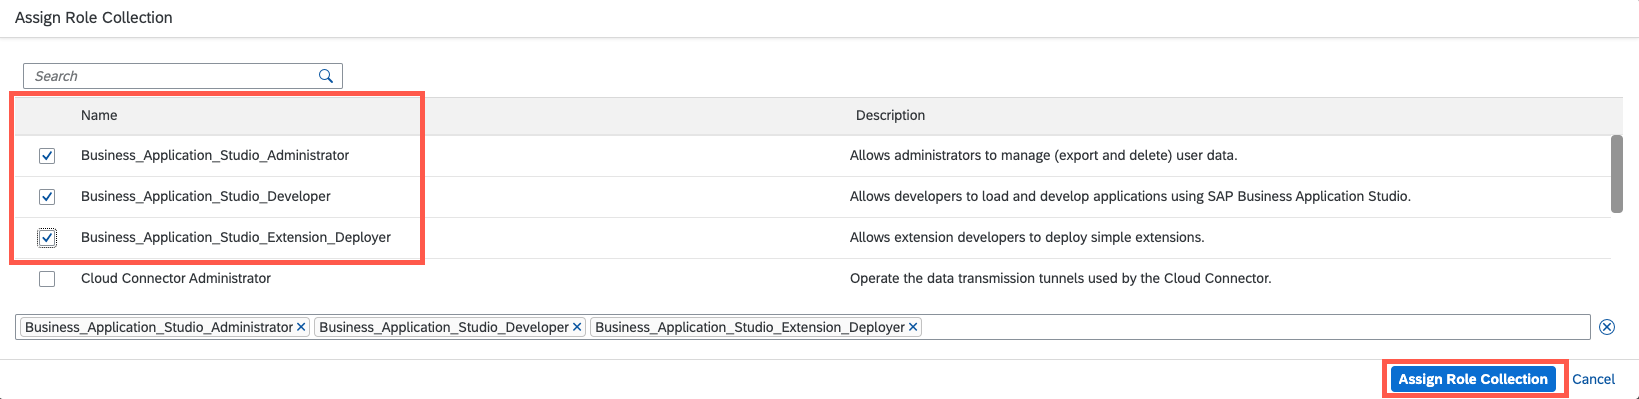 Assign Role Collection
Search
Name Description
Business_Application_Studio_Administrator Allows administrators to manage (export and delete) user data.
Business_Application_Studio_Developer Allows developers to load and develop applications using SAP Business Application Studio.
Business_Application_Studio_Extension_Deployer Allows extension developers to deploy simple extensions.
Cloud Connector Administrator Operate the data transmission tunnels used by the Cloud Connector.
Business_Application_Studio_Administrator Business_Application_Studio_Developer Business_Application_Studio_Extension_Deployer
Assign Role Collection Cancel